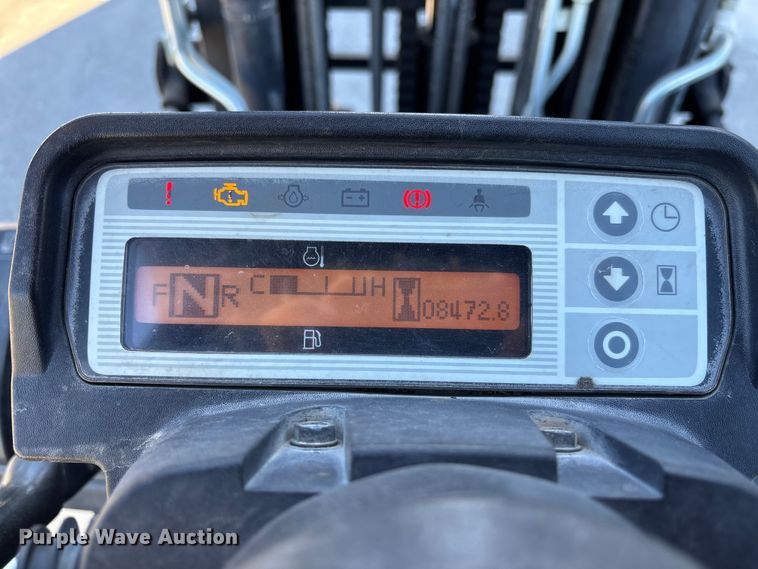 F N R C H 08472.8
Purple Wave Auction